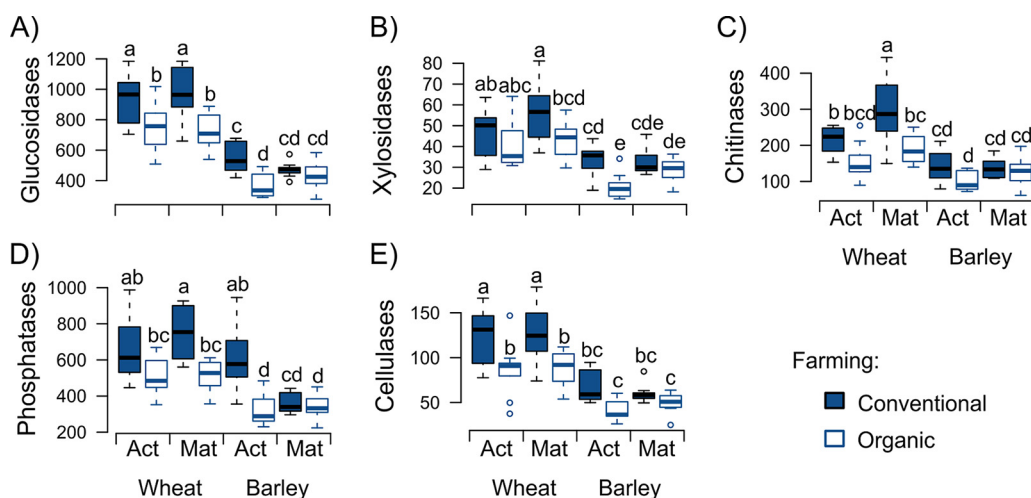 A)
Glucosidases
1200
1000
800
600
400
a
b
a
b
c
d
cd
cd
B)
Xylosidases
80
70
60
50
40
30
20
ab
abc
a
bcd
cd
e
cde
de
C)
Chitinases
400
300
200
100
b
bcd
a
bc
cd
d
cd
cd
Act Mat Act Mat
Wheat Barley
D)
Phosphatases
1000
800
600
400
200
ab
bc
a
bc
ab
d
cd
d
Act Mat Act Mat
Wheat Barley
E)
Cellulases
150
100
50
a
b
a
b
bc
c
bc
c
Act Mat Act Mat
Wheat Barley
Farming:
Conventional
Organic